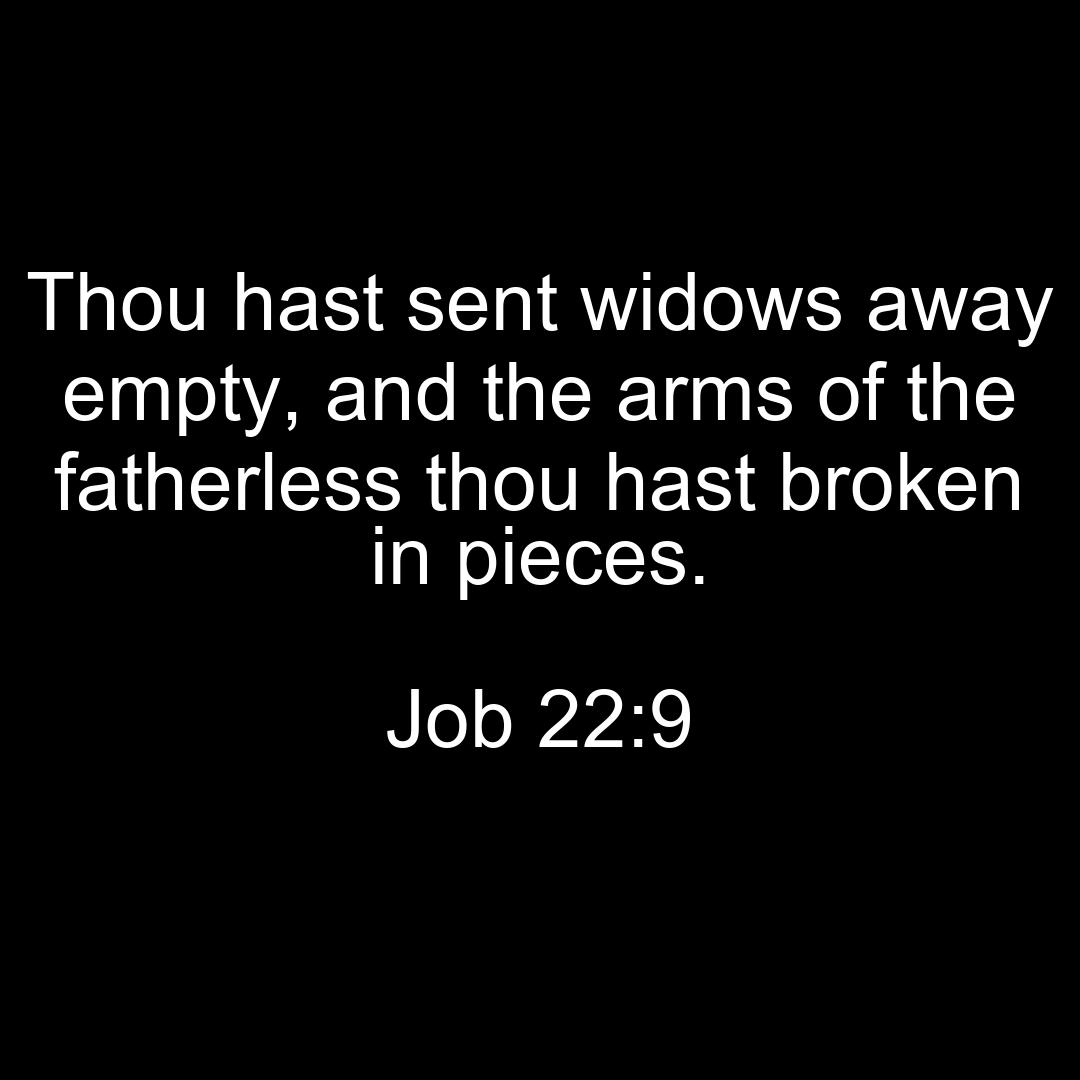 Thou hast sent widows away
empty, and the arms of the
fatherless thou hast broken
in pieces.
Job 22:9